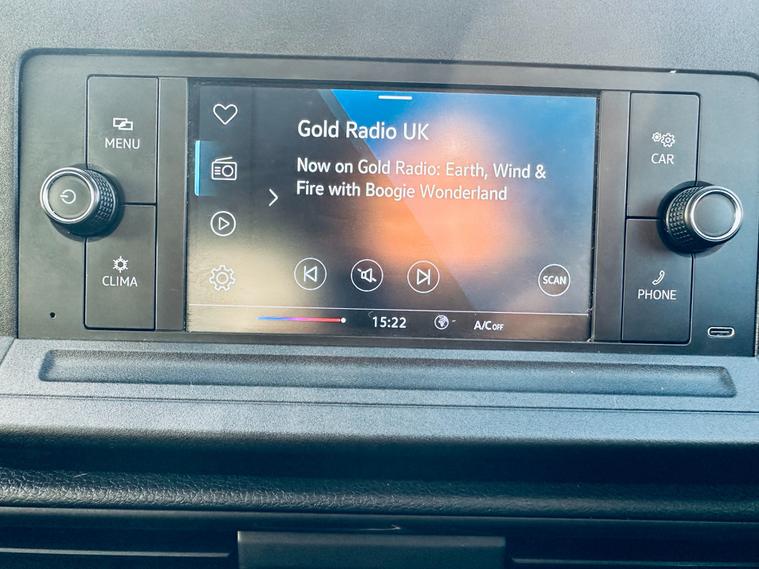 MENU
CLIMA
Gold Radio UK
Now on Gold Radio: Earth, Wind &
Fire with Boogie Wonderland
SCAN
15:22
A/C OFF
CAR
PHONE